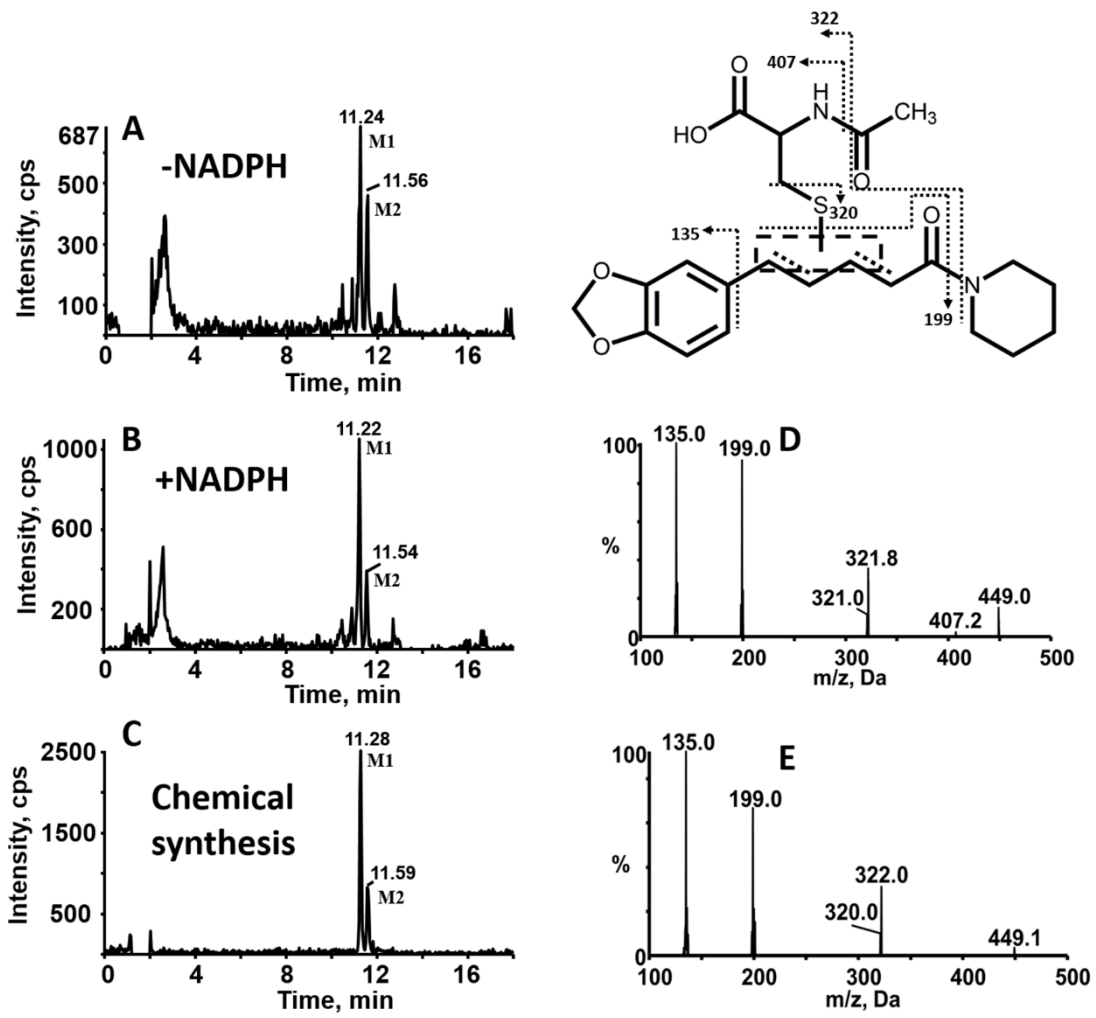 A
-NADPH
Intensity, cps
687
500
300
100
11.24
M1
11.56
M2
0
4
8
12
16
Time, min
B
+NADPH
Intensity, cps
1000
600
200
11.22
M1
11.54
M2
0
4
8
12
16
Time, min
C
Chemical
synthesis
Intensity, cps
2500
1500
500
11.28
M1
11.59
M2
0
4
8
12
16
Time, min
322
407
O
H
N
HO
CH3
O
S
320
135
O
O
O
N
199
D
100
%
0
135.0
199.0
321.8
321.0
407.2
449.0
100
200
300
400
500
m/z, Da
E
100
%
0
135.0
199.0
322.0
320.0
449.1
100
200
300
400
500
m/z, Da